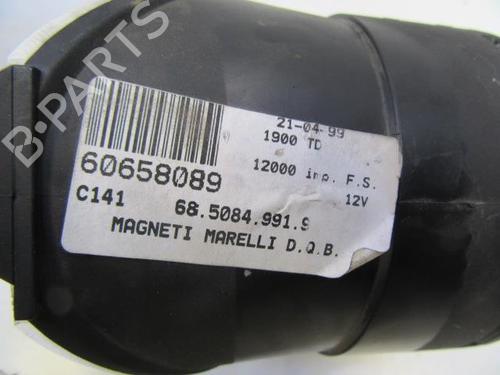 B-PARTS
21-04-99
1900 TD
60658089
12000 imp. F.S.
12V
C141
68.5084.991.9
MAGNETI MARELLI D.Q.B.